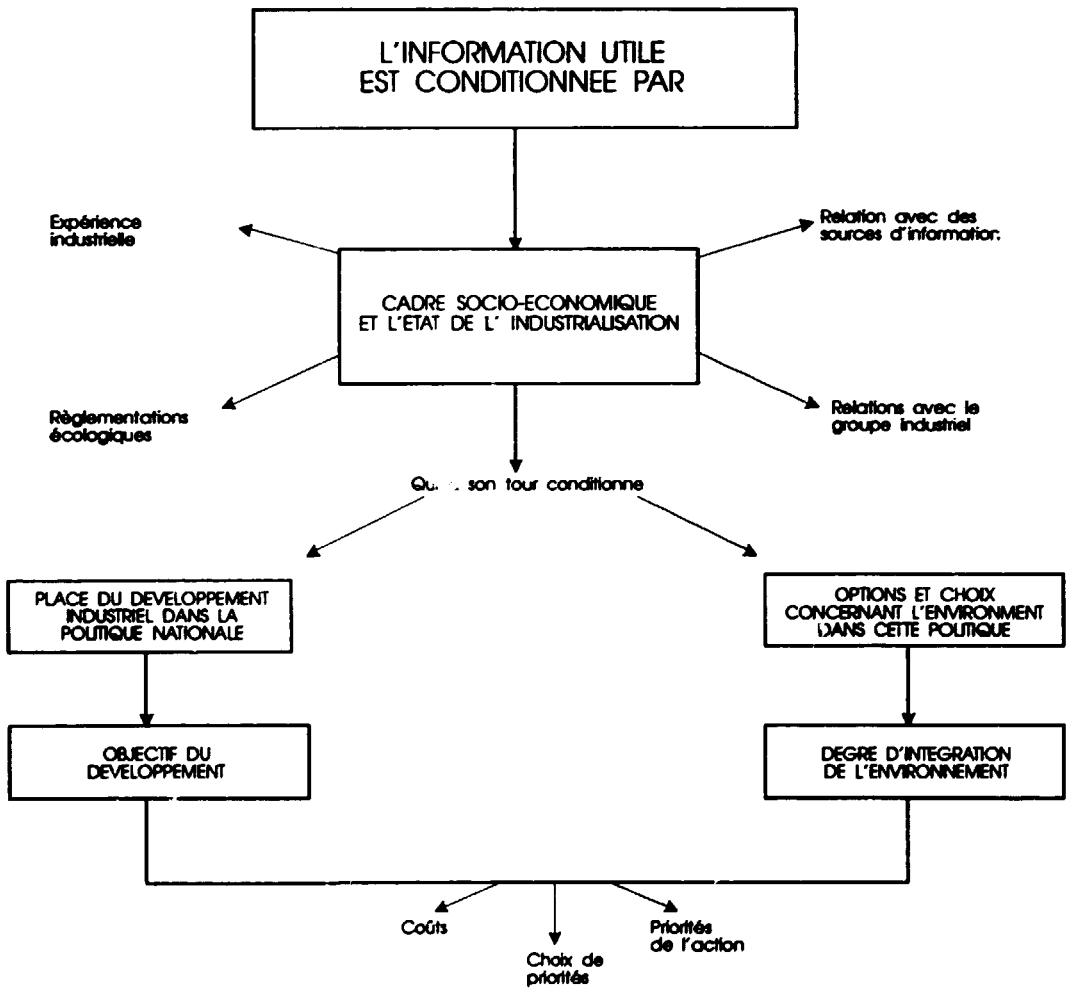 L'INFORMATION UTILE
EST CONDITIONNEE PAR
Expérience
industrielle
Relation avec des
sources d'information
CADRE SOCIO-ECONOMIQUE
ET L'ETAT DE L' INDUSTRIALISATION
Règlementations
écologiques
Relations avec le
groupe industriel
son tour conditionne
PLACE DU DEVELOPPEMENT
INDUSTRIEL DANS LA
POLITIQUE NATIONALE
OPTIONS ET CHOIX
CONCERNANT L'ENVIRONMENT
DANS CETTE POLITIQUE
OBJECTIF DU
DEVELOPPEMENT
DEGRE D'INTEGRATION
DE L'ENVIRONNEMENT
Coûts
Choix de
priorités
Priorités
de l'action